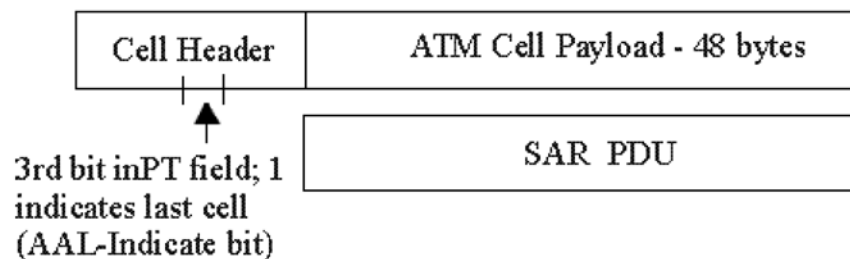 Cell Header
ATM Cell Payload - 48 bytes
SAR PDU
3rd bit inPT field; 1
indicates last cell
(AAL-Indicate bit)